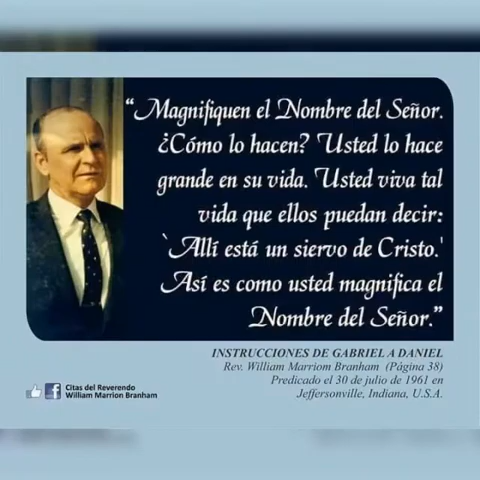 “Magnifiquen el Nombre del Señor.
¿Cómo lo hacen? Usted lo hace
grande en su vida. Usted viva tal
vida que ellos puedan decir:
`Allí está un siervo de Cristo.'
Así es como usted magnifica el
Nombre del Señor.”
INSTRUCCIONES DE GABRIEL A DANIEL
Rev. William Marriom Branham (Página 38)
Predicado el 30 de julio de 1961 en
Jeffersonville, Indiana, U.S.A.
Citas del Reverendo
William Marrion Branham